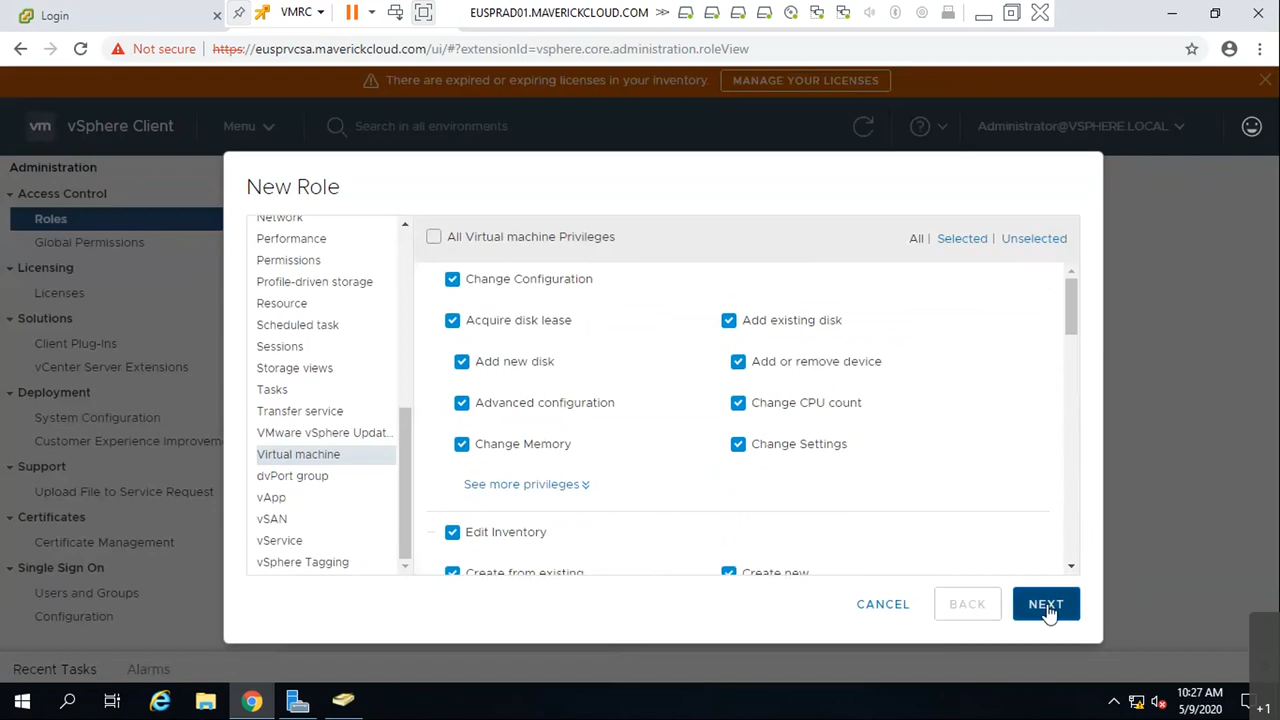 Login
VMRC
EUSPRAD01.MAVERICKCLOUD.COM
Not secure
https://eusprvcsa.maverickcloud.com/ui/#?extensionId=vsphere.core.administration.roleView
There are expired or expiring licenses in your inventory.
MANAGE YOUR LICENSES
vm vSphere Client
Menu
Search in all environments
Administrator@VSPHERE.LOCAL
Administration
Access Control
Roles
Global Permissions
Licensing
Licenses
Solutions
Client Plug-Ins
vCenter Server Extensions
Deployment
System Configuration
Customer Experience Improveme
Support
Upload File to Service Request
Certificates
Certificate Management
Single Sign On
Users and Groups
Configuration
New Role
Network
Performance
Permissions
Profile-driven storage
Resource
Scheduled task
Sessions
Storage views
Tasks
Transfer service
VMware vSphere Updat...
Virtual machine
dvPort group
vApp
vSAN
vService
vSphere Tagging
All Virtual machine Privileges
All | Selected | Unselected
Change Configuration
Acquire disk lease
Add existing disk
Add new disk
Add or remove device
Advanced configuration
Change CPU count
Change Memory
Change Settings
See more privileges
Edit Inventory
Create from existing
Create new
CANCEL
BACK
NEXT
Recent Tasks
Alarms
10:27 AM
5/9/2020
+1